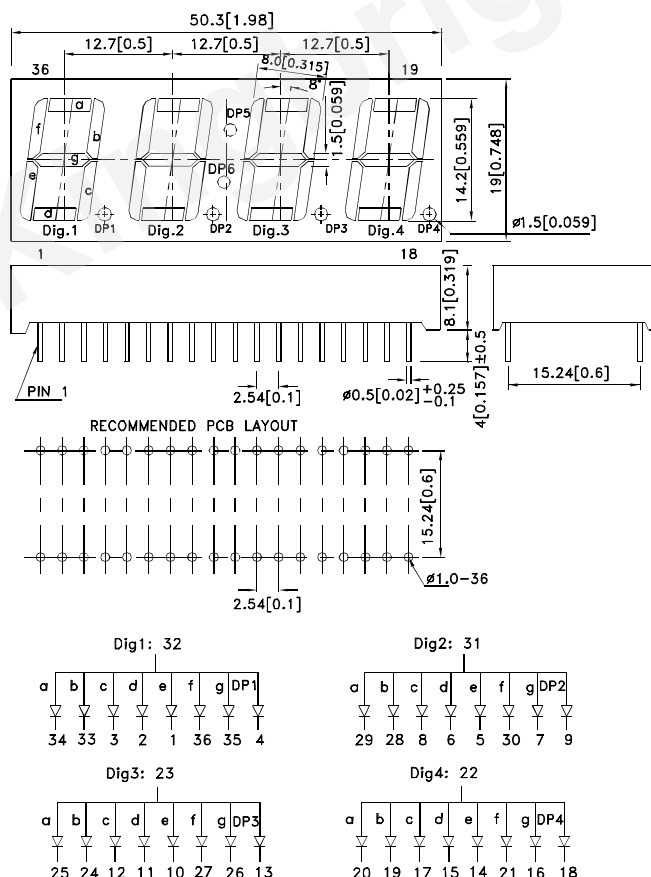 50.3[1.98]
12.7[0.5] 12.7[0.5] 12.7[0.5]
8.0[0.315]
36 19
8°
a
f b DP5
g
1.5[0.059]
14.2[0.559]
19[0.748]
e c DP6
d
Dig.1 DP1 Dig.2 DP2 Dig.3 DP3 Dig.4 DP4
ø1.5[0.059]
1 18
8.1[0.319]
4[0.157]±0.5
PIN 1
2.54[0.1]
ø0.5[0.02]+0.25 -0.1
15.24[0.6]
RECOMMENDED PCB LAYOUT
15.24[0.6]
ø1.0-36
2.54[0.1]
Dig1: 32
a b c d e f g DP1
34 33 3 2 1 36 35 4
Dig2: 31
a b c d e f g DP2
29 28 8 6 5 30 7 9
Dig3: 23
a b c d e f g DP3
25 24 12 11 10 27 26 13
Dig4: 22
a b c d e f g DP4
20 19 17 15 14 21 16 18